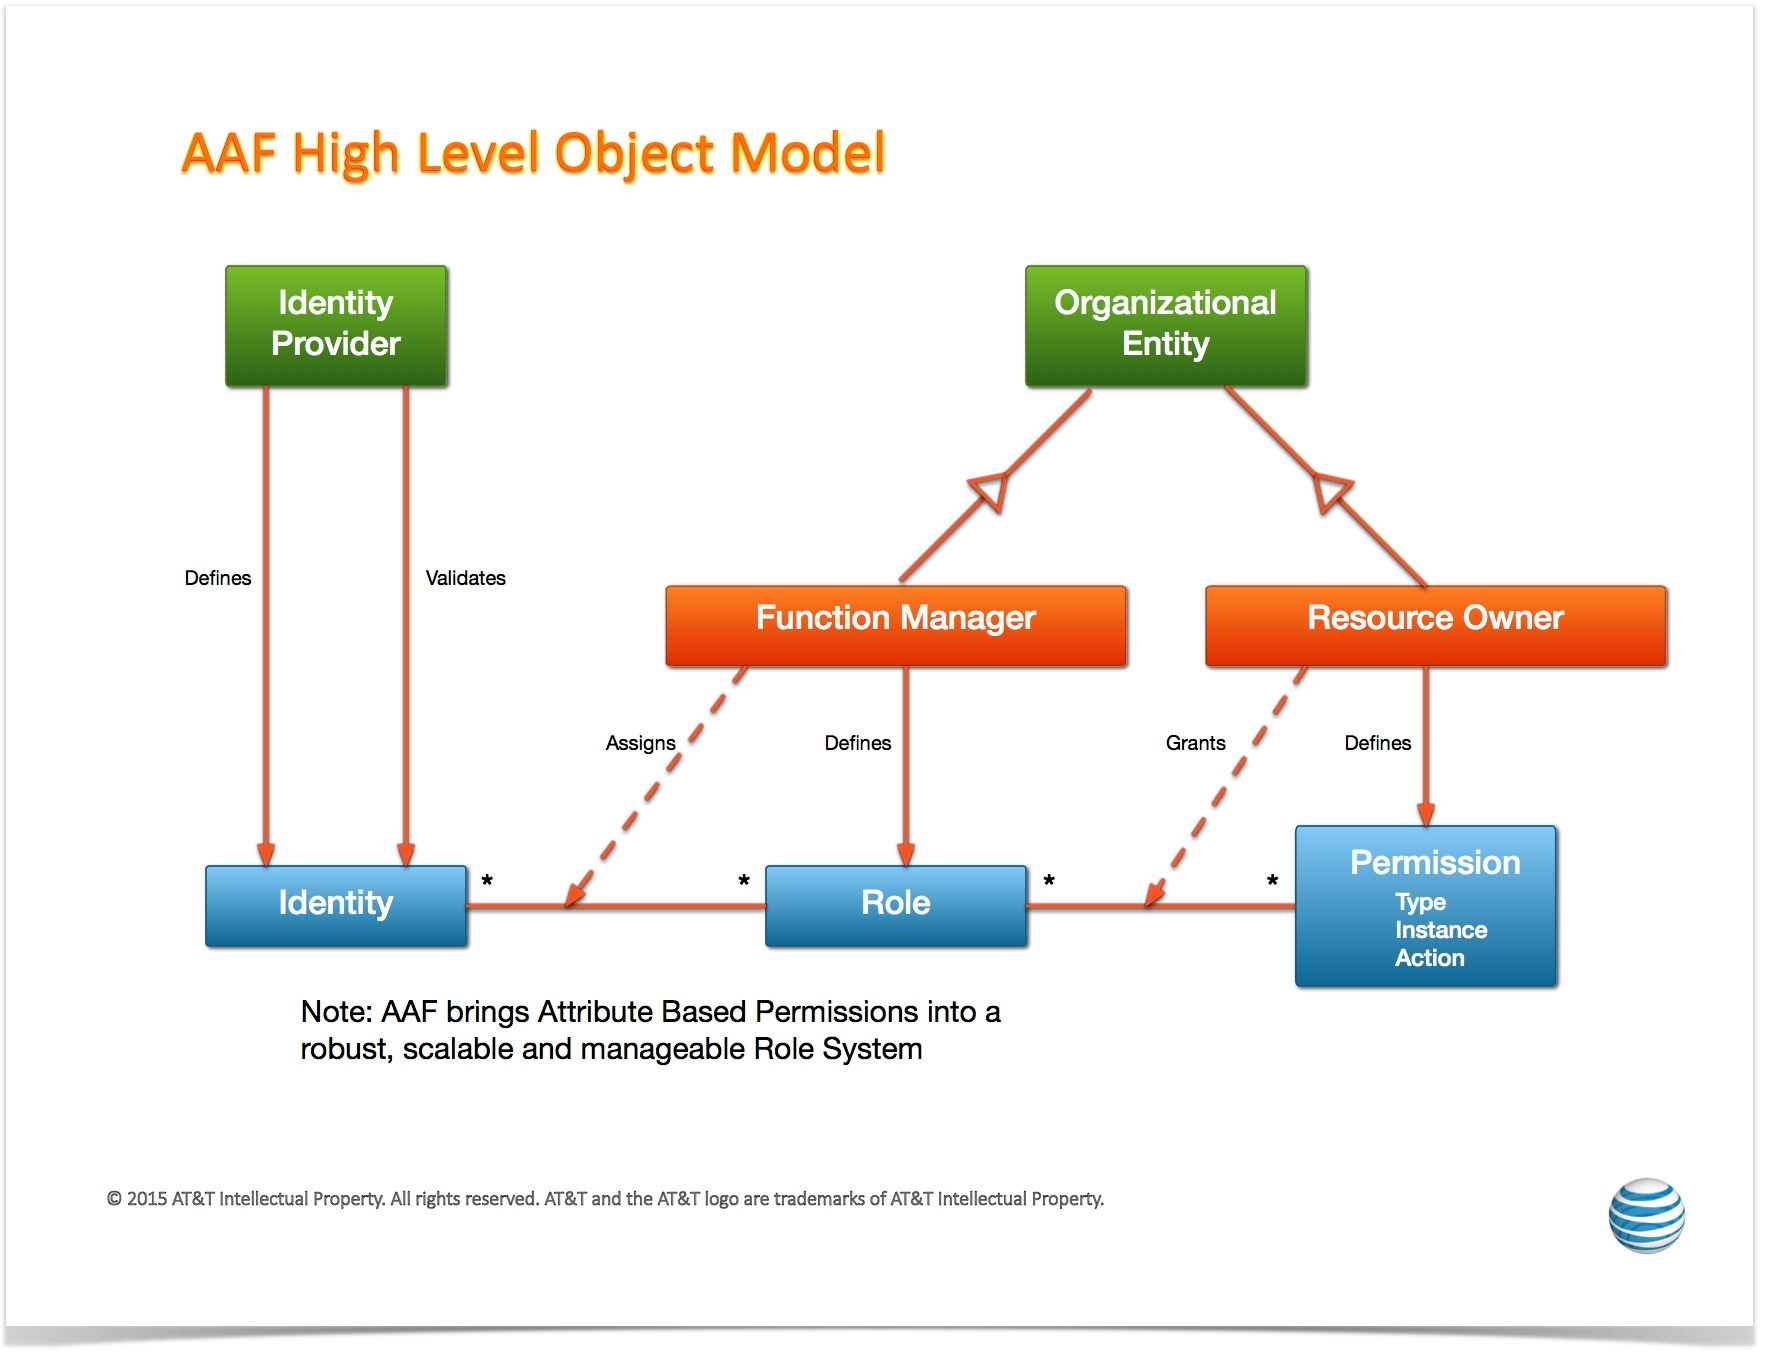 AAF High Level Object Model
Identity
Provider
Organizational
Entity
Defines
Validates
Function Manager
Resource Owner
Assigns
Defines
Grants
Defines
Identity
*
*
Role
*
*
Permission
Type
Instance
Action
Note: AAF brings Attribute Based Permissions into a
robust, scalable and manageable Role System
© 2015 AT&T Intellectual Property. All rights reserved. AT&T and the AT&T logo are trademarks of AT&T Intellectual Property.